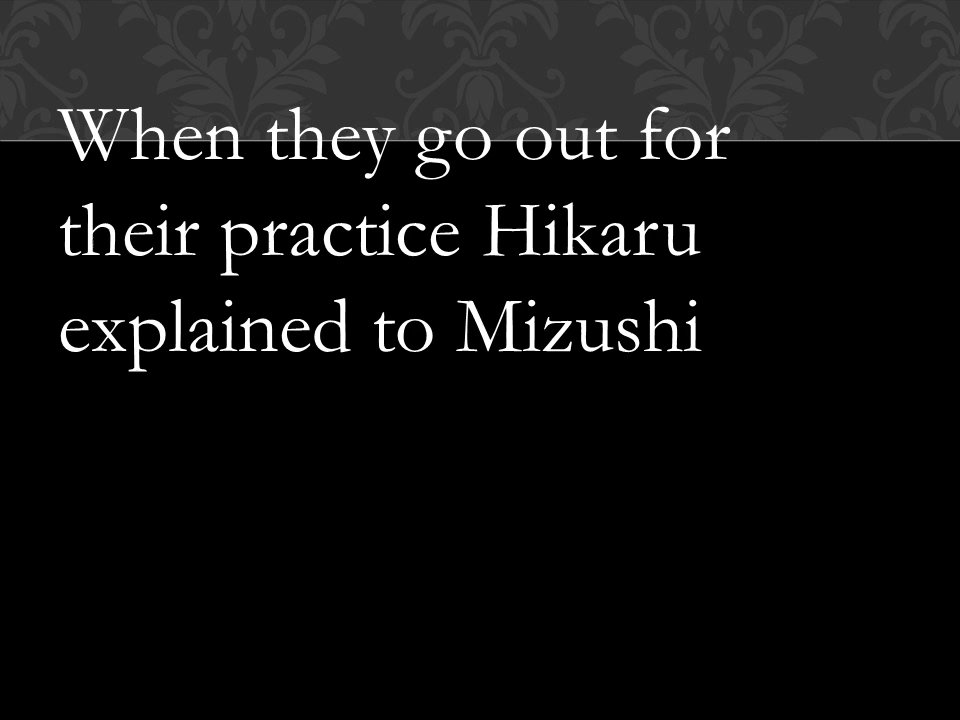 When they go out for
their practice Hikaru
explained to Mizushi